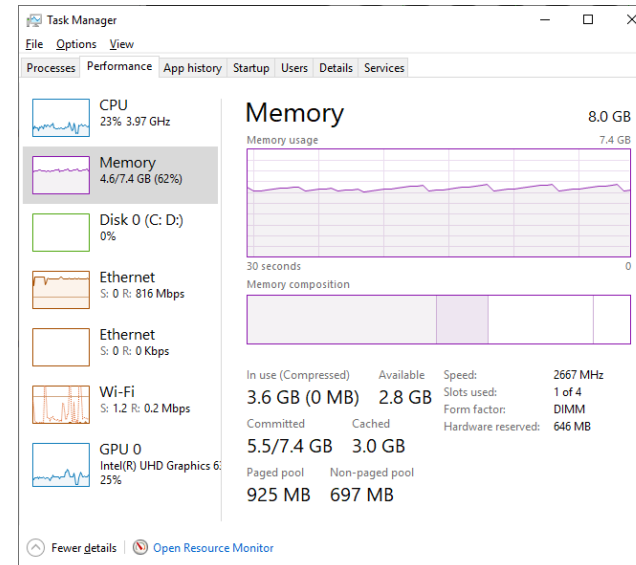 Task Manager
File Options View
Processes Performance App history Startup Users Details Services
CPU
23% 3.97 GHz
Memory
4.6/7.4 GB (62%)
Disk 0 (C: D:)
0%
Ethernet
S: 0 R: 816 Mbps
Ethernet
S: 0 R: 0 Kbps
Wi-Fi
S: 1.2 R: 0.2 Mbps
GPU 0
Intel(R) UHD Graphics 6
25%
Memory 8.0 GB
Memory usage 7.4 GB
30 seconds 0
Memory composition
In use (Compressed) Available
3.6 GB (0 MB) 2.8 GB
Committed Cached
5.5/7.4 GB 3.0 GB
Paged pool Non-paged pool
925 MB 697 MB
Speed: 2667 MHz
Slots used: 1 of 4
Form factor: DIMM
Hardware reserved: 646 MB
Fewer details Open Resource Monitor